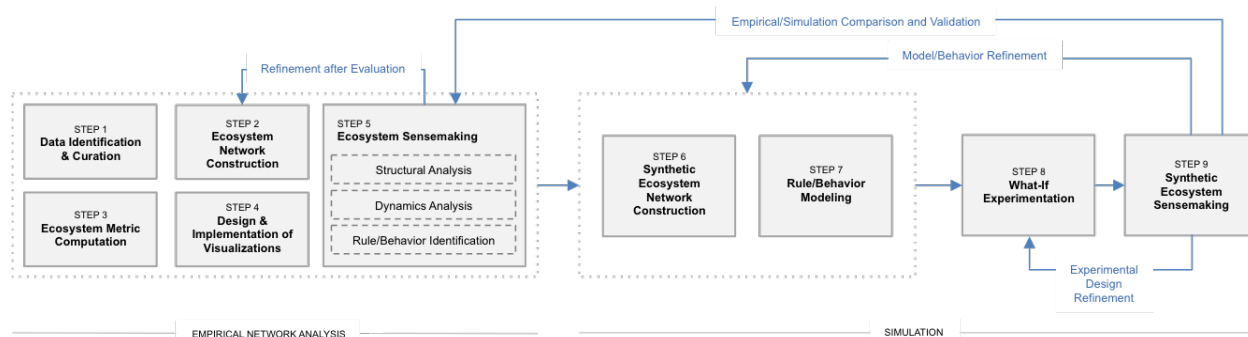 Empirical/Simulation Comparison and Validation
Model/Behavior Refinement
Refinement after Evaluation
STEP 1
Data Identification
& Curation
STEP 2
Ecosystem
Network
Construction
STEP 3
Ecosystem Metric
Computation
STEP 4
Design &
Implementation of
Visualizations
STEP 5
Ecosystem Sensemaking
Structural Analysis
Dynamics Analysis
Rule/Behavior Identification
STEP 6
Synthetic
Ecosystem
Network
Construction
STEP 7
Rule/Behavior
Modeling
STEP 8
What-If
Experimentation
STEP 9
Synthetic
Ecosystem
Sensemaking
Experimental
Design
Refinement
EMPIRICAL NETWORK ANALYSIS
SIMULATION